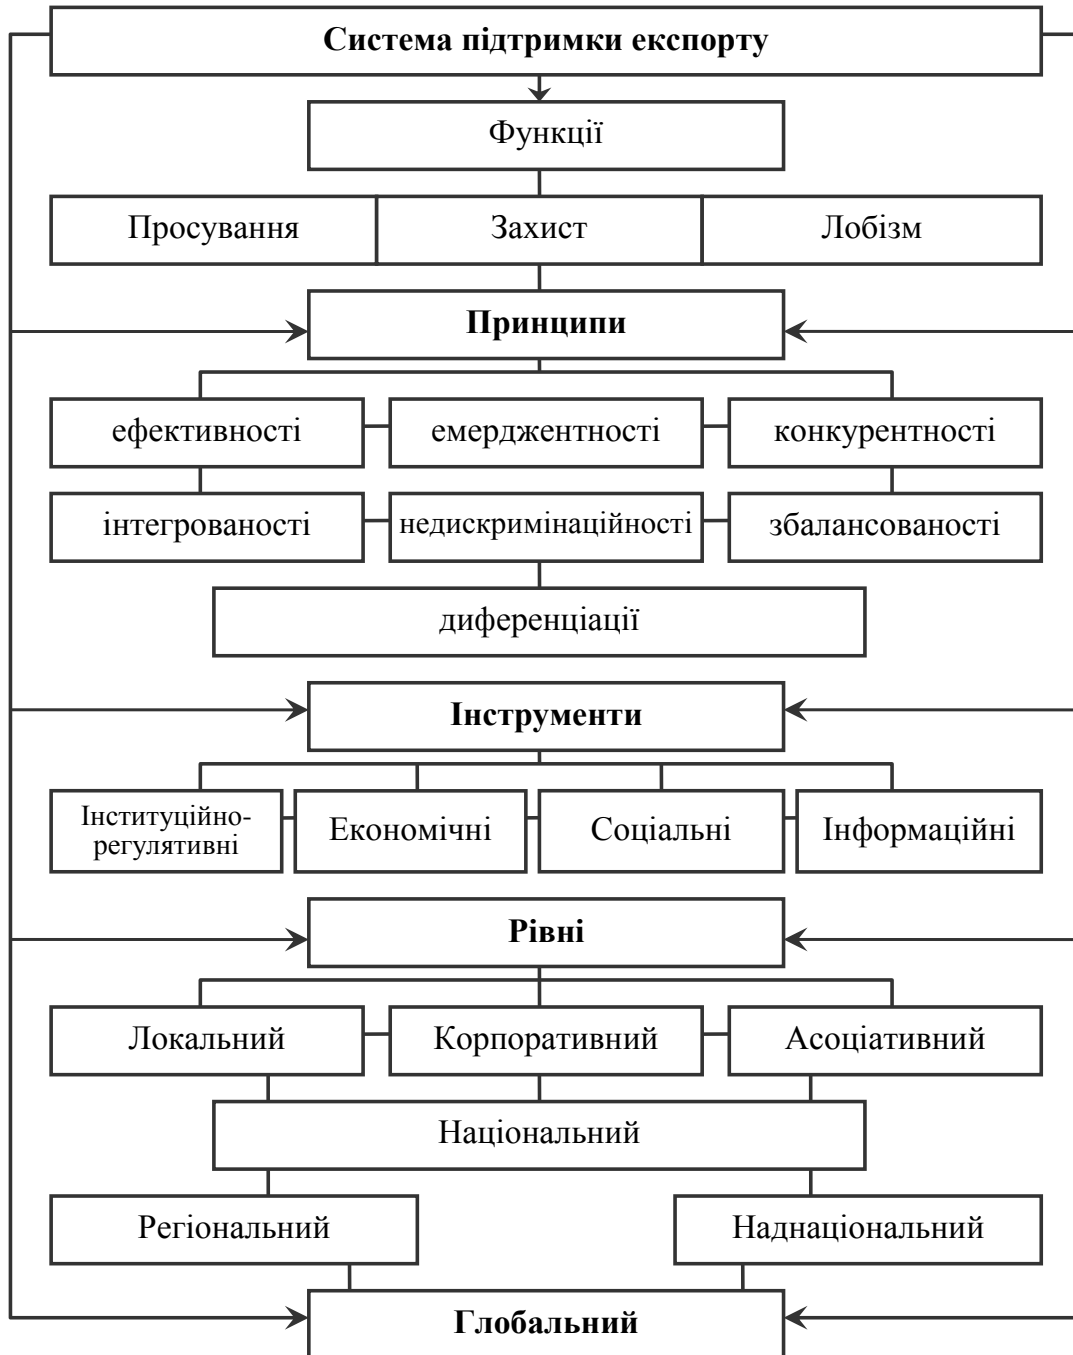 Система підтримки експорту
Функції
Просування
Захист
Лобізм
Принципи
ефективності
емерджентності
конкурентності
інтегрованості
недискримінаційності
збалансованості
диференціації
Інструменти
Інституційно-
регулятивні
Економічні
Соціальні
Інформаційні
Рівні
Локальний
Корпоративний
Асоціативний
Національний
Регіональний
Наднаціональний
Глобальний